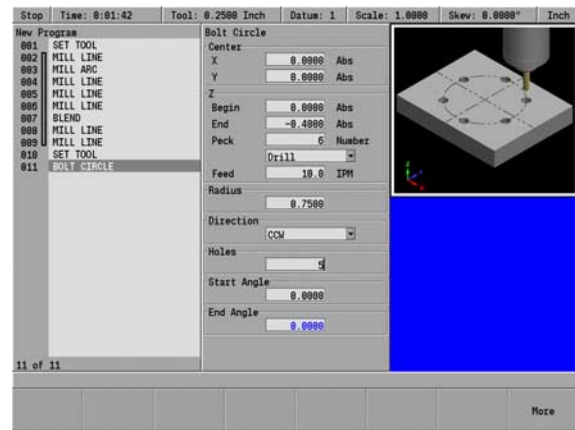 Stop Time: 0:01:42 Tool: 0.2500 Inch Datum: 1 Scale: 1.0000 Skew: 0.0000° Inch
New Program
001 SET TOOL
002 MILL LINE
003 MILL ARC
004 MILL LINE
005 MILL LINE
006 MILL LINE
007 BLEND
008 MILL LINE
009 MILL LINE
010 SET TOOL
011 BOLT CIRCLE
11 of 11
Bolt Circle
Center
X 0.0000 Abs
Y 0.0000 Abs
Z
Begin 0.0000 Abs
End -0.4000 Abs
Peck 6 Number
Drill
Feed 10.0 IPM
Radius
0.7500
Direction
CCW
Holes
5
Start Angle
0.0000
End Angle
0.0000
More